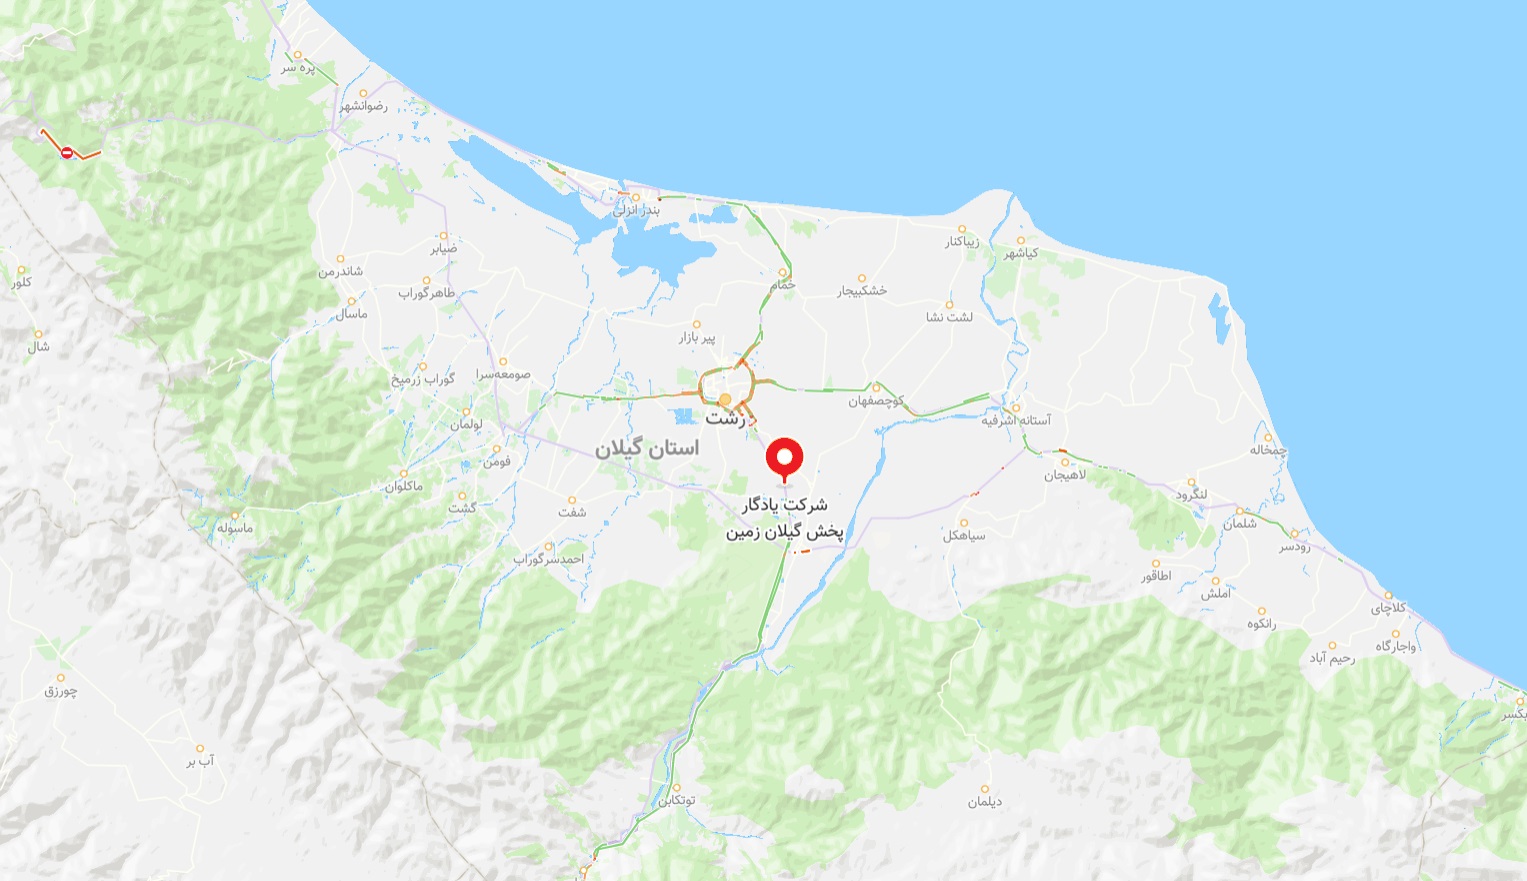 پره سر
رضوانشهر
بندر انزلی
زیباکنار
کیاشهر
ضیابر
شاندرمن
کلور
طاهرگوراب
خمام
خشکبیجار
ماسال
لشت نشا
شال
پیر بازار
گوراب زرمیخ
صومعه‌سرا
کوچصفهان
رشت
آستانه اشرفیه
لولمان
استان گیلان
چمخاله
فومن
لاهیجان
ماکلوان
لنگرود
گشت
شفت
شرکت یادگار
پخش گیلان زمین
ماسوله
شلمان
سیاهکل
رودسر
احمدسرگوراب
اطاقور
املش
کلاچای
رانکوه
واجارگاه
رحیم آباد
چورزق
بکسر
آب بر
توتکابن
دیلمان